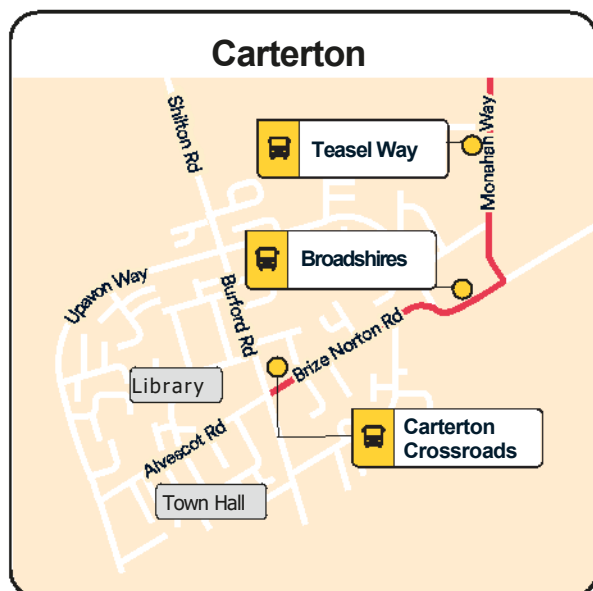 Carterton
Shilton Rd
Teasel Way
Monahan Way
Broadshires
Upavon Way
Burford Rd
Brize Norton Rd
Library
Alvescot Rd
Carterton
Crossroads
Town Hall